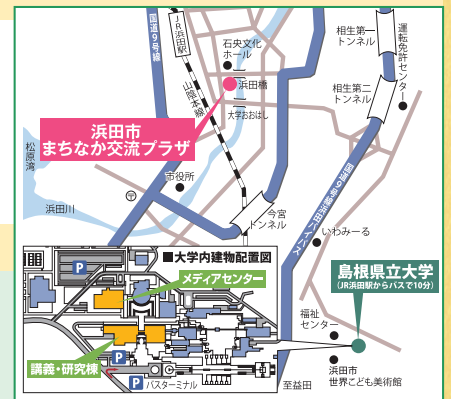 国道9号線
JR浜田駅
石央文化
ホール
相生第一
トンネル
運転免許センター
浜田橋
山陰本線
大学おおはし
相生第二
トンネル
浜田市
まちなか交流プラザ
松原湾
市役所
浜田川
今宮
トンネル
国道9号線浜田バイパス
いわみーる
■大学内建物配置図
P
メディアセンター
島根県立大学
(JR浜田駅からバスで10分)
福祉
センター
講義・研究棟
P
P
バスターミナル
至益田
浜田市
世界こども美術館